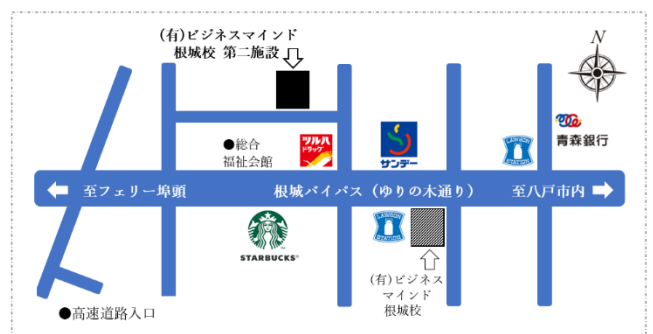 (有)ビジネスマインド
根城校 第二施設
N
●総合
福祉会館
ツルハ
ドラッグ
サンデー
LAWSON
STATION
青森銀行
至フェリー埠頭
根城バイパス（ゆりの木通り）
至八戸市内
STARBUCKS®
LAWSON
STATION
(有)ビジネス
マインド
根城校
●高速道路入口